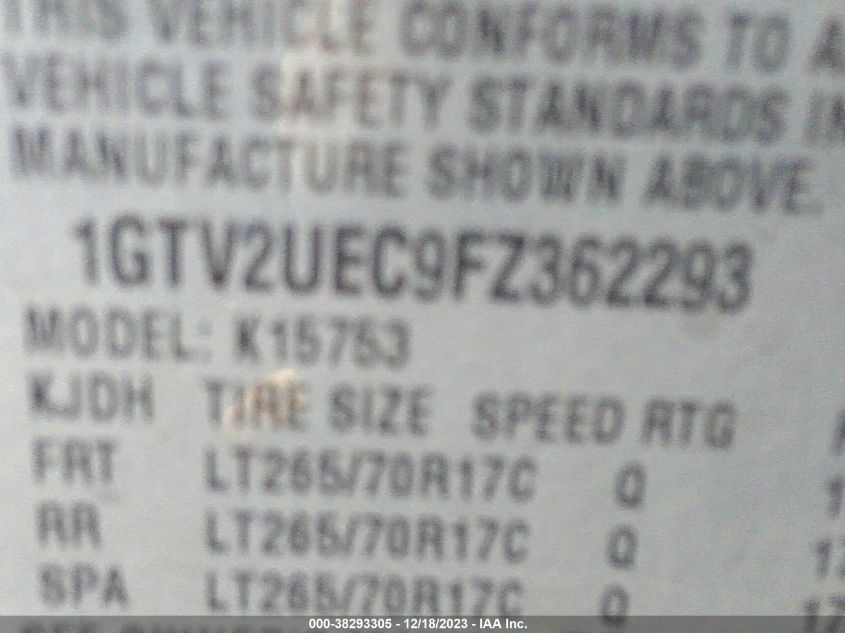 THIS VEHICLE CONFORMS TO
VEHICLE SAFETY STANDARDS IN
MANUFACTURE SHOWN ABOVE.
1GTV2UEC9FZ362293
MODEL: K15753
KJDH TIRE SIZE SPEED RTG
FRT LT265/70R17C Q
RR LT265/70R17C Q
SPA LT265/70R17C Q
000-38293305 - 12/18/2023 - IAA Inc.